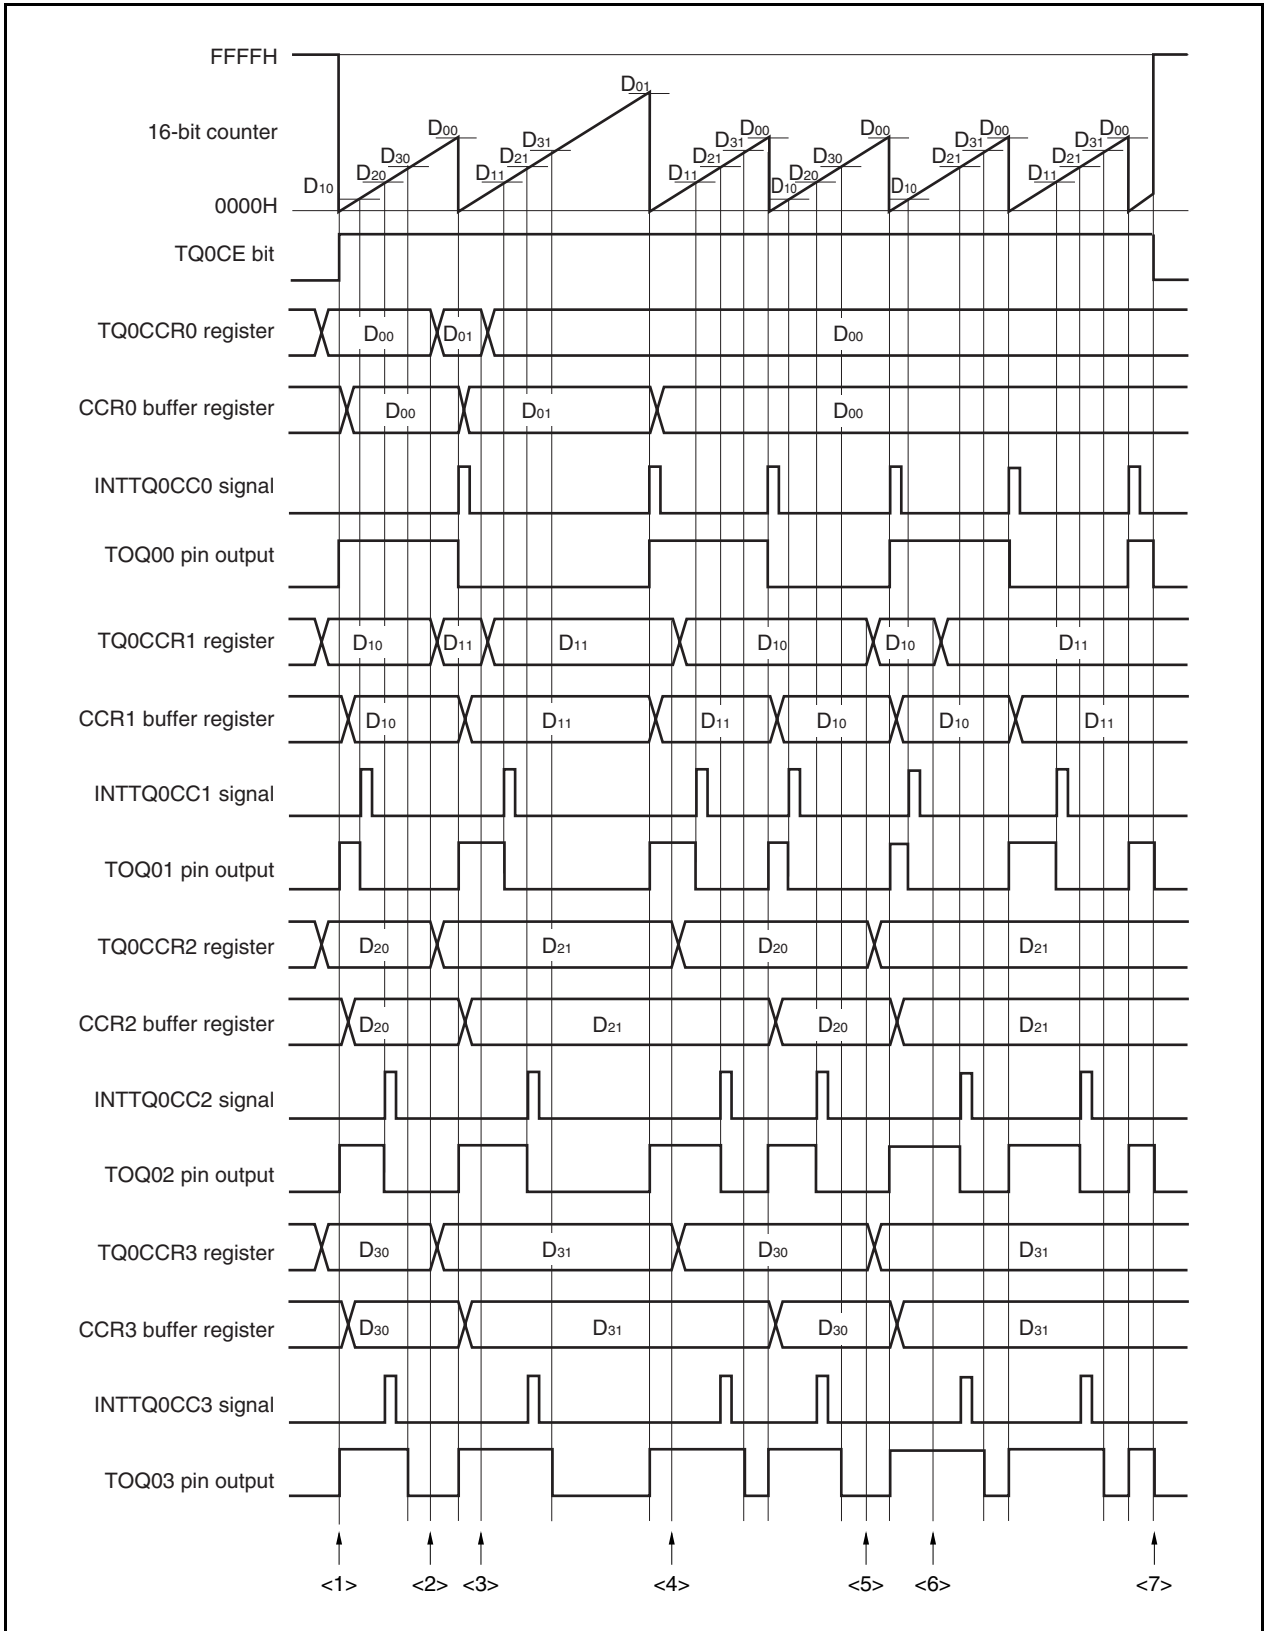 FFFFH
D01
16-bit counter
D00 D00 D00 D00 D00
D30 D31 D31 D30 D31 D31
D20 D21 D21 D20 D21 D21
D10 D11 D11 D10 D10 D11
0000H
TQ0CE bit
TQ0CCR0 register D00 D01 D00
CCR0 buffer register D00 D01 D00
INTTQ0CC0 signal
TOQ00 pin output
TQ0CCR1 register D10 D11 D11 D10 D10 D11
CCR1 buffer register D10 D11 D11 D10 D10 D11
INTTQ0CC1 signal
TOQ01 pin output
TQ0CCR2 register D20 D21 D20 D21
CCR2 buffer register D20 D21 D20 D21
INTTQ0CC2 signal
TOQ02 pin output
TQ0CCR3 register D30 D31 D30 D31
CCR3 buffer register D30 D31 D30 D31
INTTQ0CC3 signal
TOQ03 pin output
<1> <2> <3> <4> <5> <6> <7>